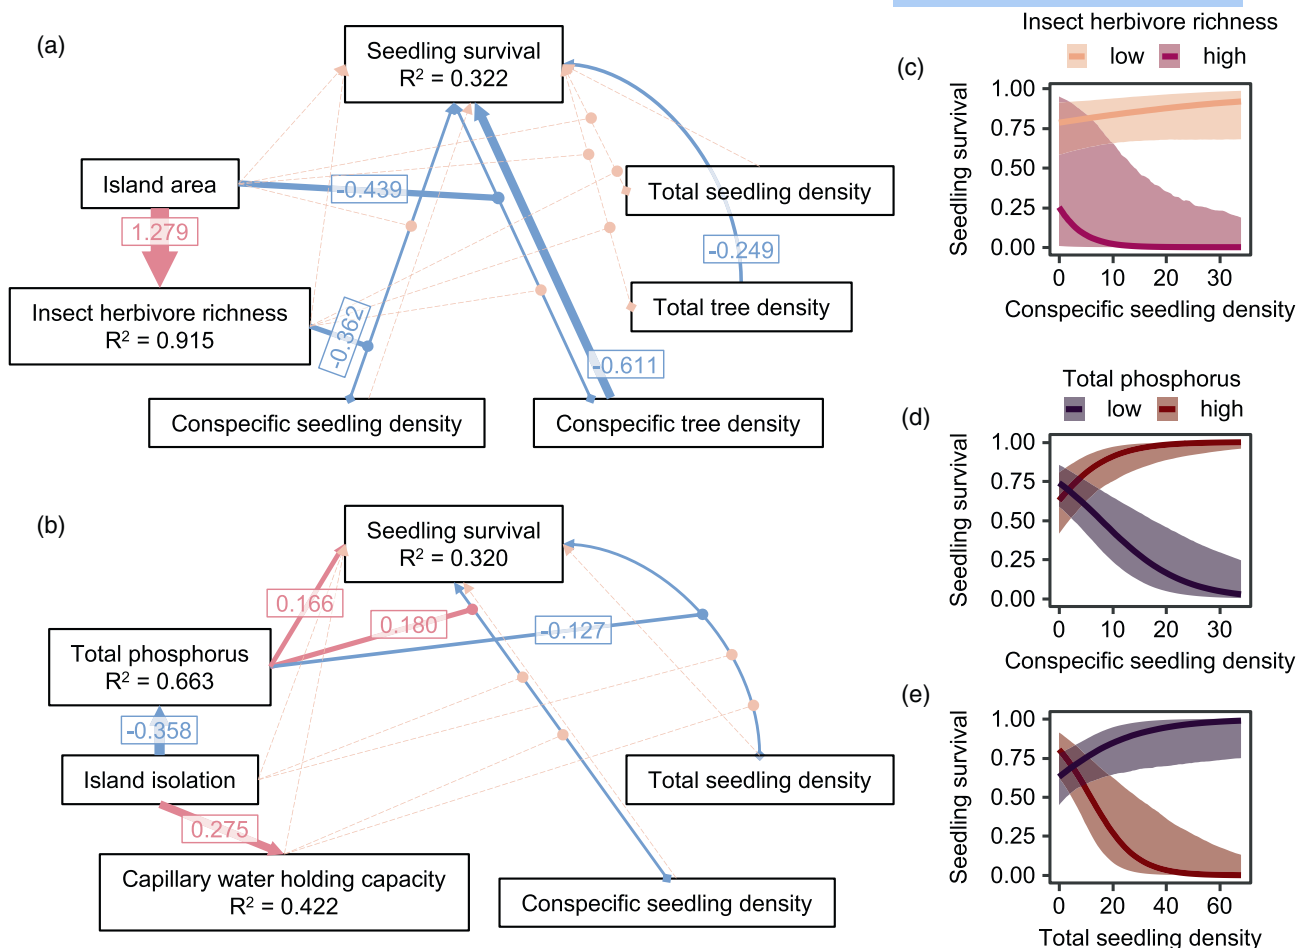 (a)
Seedling survival
R² = 0.322
Island area
-0.439
Total seedling density
1.279
-0.249
Insect herbivore richness
R² = 0.915
Total tree density
-0.362
-0.611
Conspecific seedling density
Conspecific tree density
(b)
Seedling survival
R² = 0.320
0.166
0.180
-0.127
Total phosphorus
R² = 0.663
-0.358
Island isolation
Total seedling density
0.275
Capillary water holding capacity
R² = 0.422
Conspecific seedling density
Insect herbivore richness
low high
(c)
Seedling survival
1.00
0.75
0.50
0.25
0.00
0 10 20 30
Conspecific seedling density
Total phosphorus
low high
(d)
Seedling survival
1.00
0.75
0.50
0.25
0.00
0 10 20 30
Conspecific seedling density
(e)
Seedling survival
1.00
0.75
0.50
0.25
0.00
0 20 40 60
Total seedling density